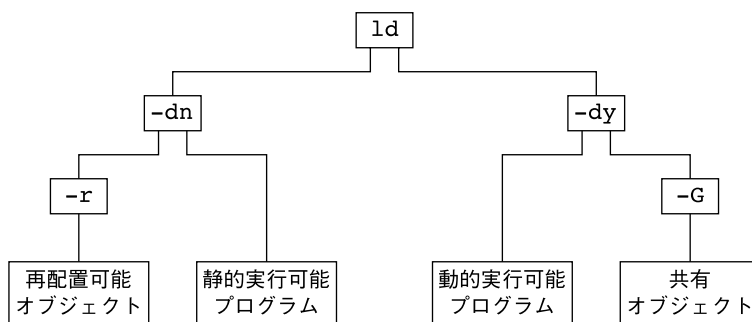 ld
-dn
-dy
-r
-G
再配置可能
オブジェクト
静的実行可能
プログラム
動的実行可能
プログラム
共有
オブジェクト